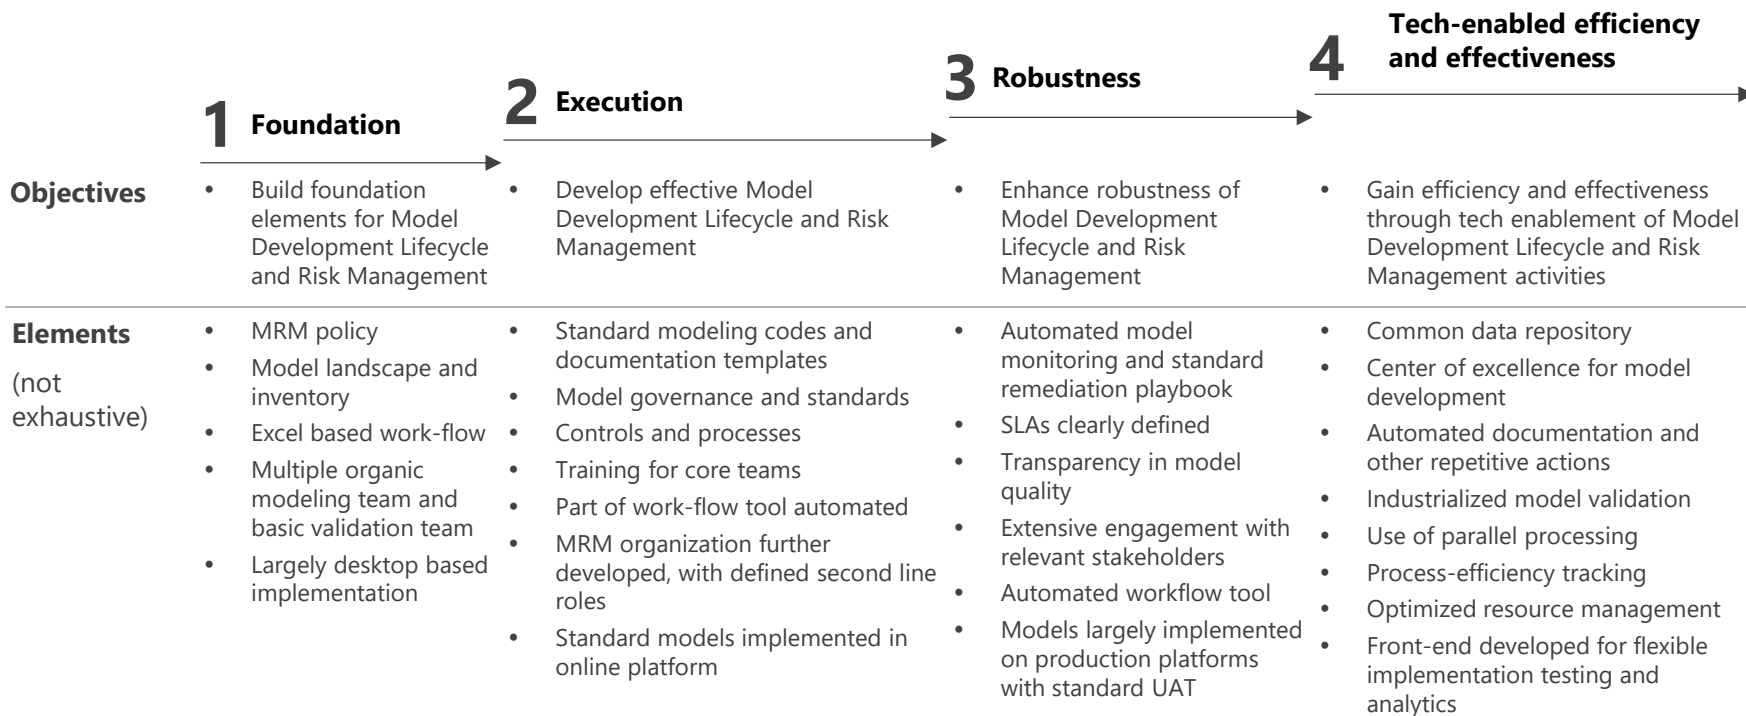 1 Foundation
2 Execution
3 Robustness
4 Tech-enabled efficiency
and effectiveness
Objectives
• Build foundation
elements for Model
Development Lifecycle
and Risk Management
• Develop effective Model
Development Lifecycle and Risk
Management
• Enhance robustness of
Model Development
Lifecycle and Risk
Management
• Gain efficiency and effectiveness
through tech enablement of Model
Development Lifecycle and Risk
Management activities
Elements
(not
exhaustive)
• MRM policy
• Model landscape and
inventory
• Excel based work-flow
• Multiple organic
modeling team and
basic validation team
• Largely desktop based
implementation
• Standard modeling codes and
documentation templates
• Model governance and standards
• Controls and processes
• Training for core teams
• Part of work-flow tool automated
• MRM organization further
developed, with defined second line
roles
• Standard models implemented in
online platform
• Automated model
monitoring and standard
remediation playbook
• SLAs clearly defined
• Transparency in model
quality
• Extensive engagement with
relevant stakeholders
• Automated workflow tool
• Models largely implemented
on production platforms
with standard UAT
• Common data repository
• Center of excellence for model
development
• Automated documentation and
other repetitive actions
• Industrialized model validation
• Use of parallel processing
• Process-efficiency tracking
• Optimized resource management
• Front-end developed for flexible
implementation testing and
analytics